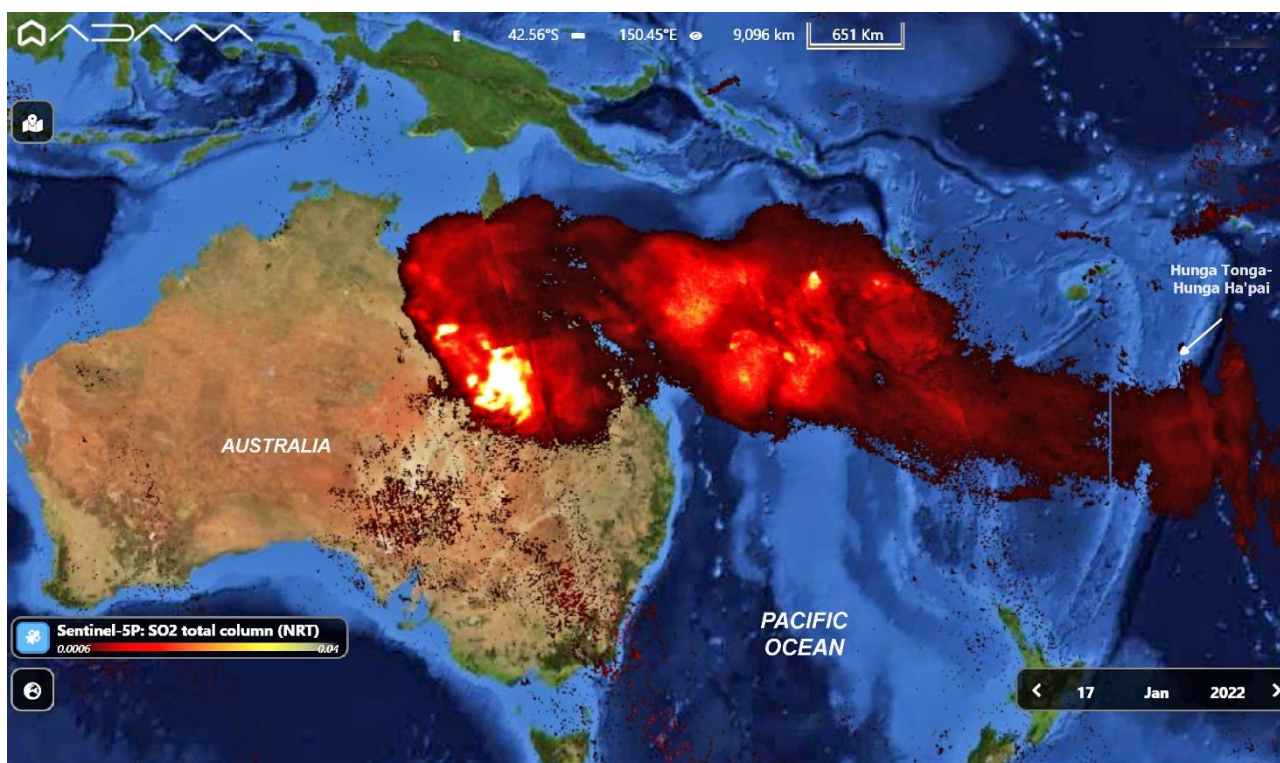 ADAM
42.56°S 150.45°E 9,096 km 651 Km
Hunga Tonga-
Hunga Ha'pai
AUSTRALIA
PACIFIC
OCEAN
Sentinel-5P: SO2 total column (NRT)
0.0006 0.04
17 Jan 2022